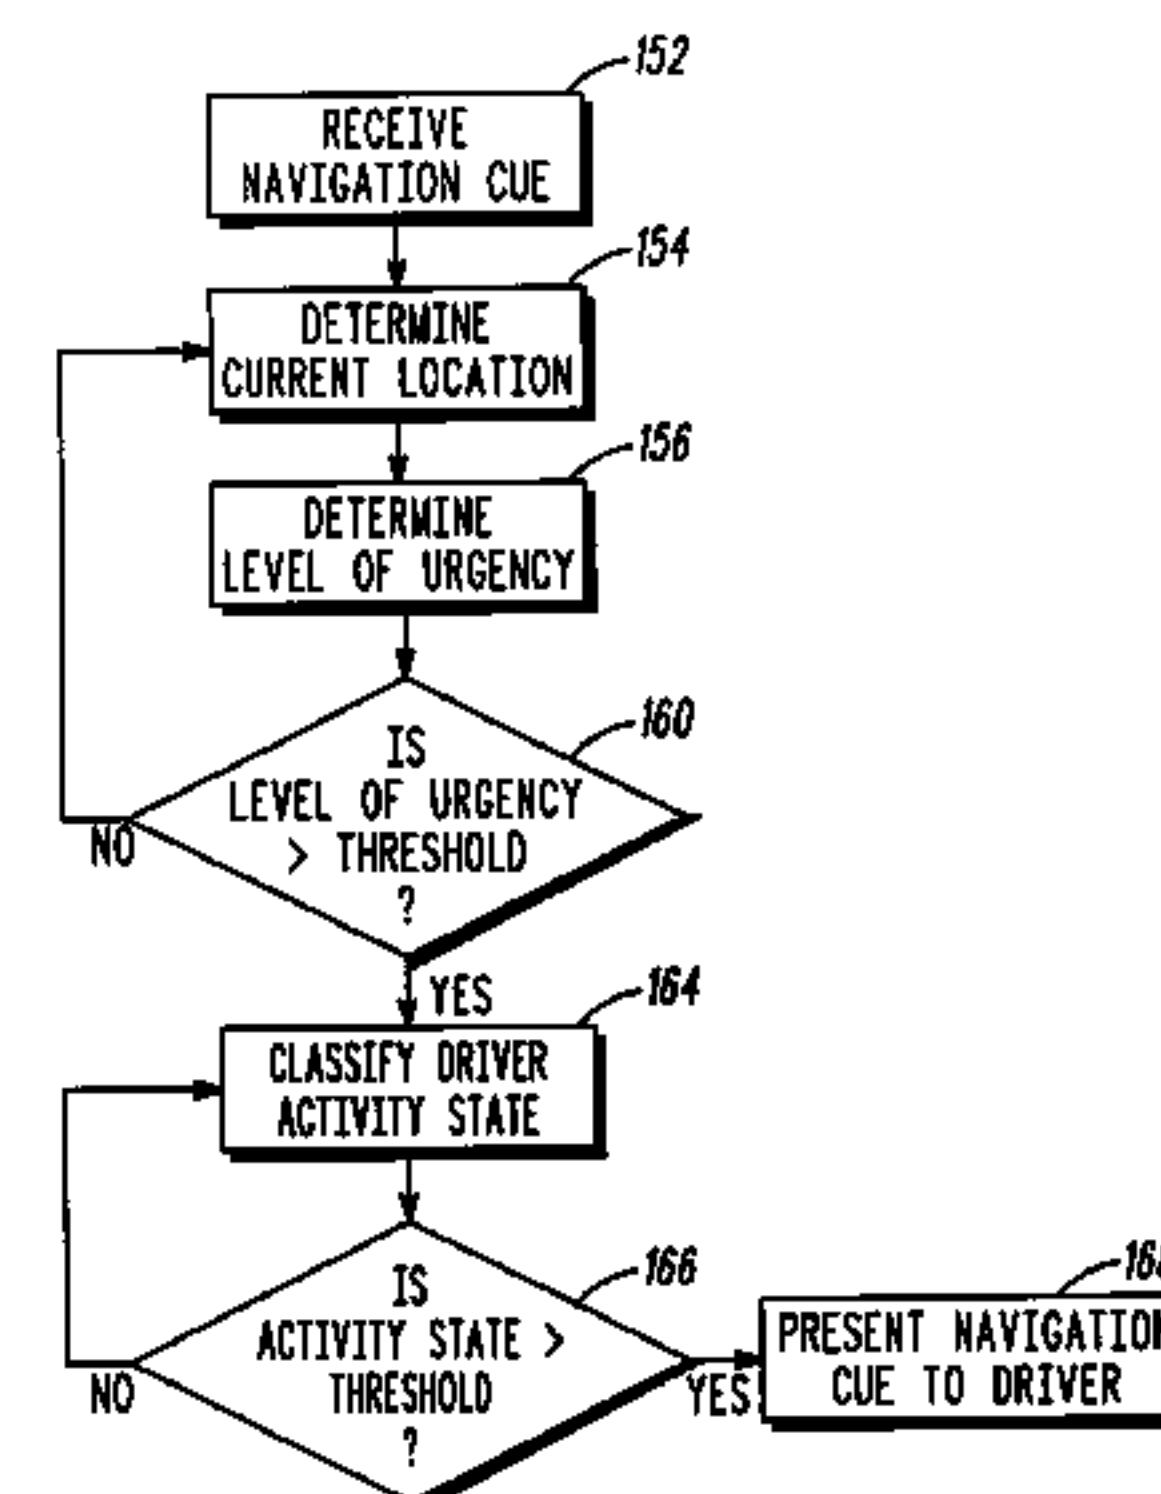 152
RECEIVE
NAVIGATION CUE
154
DETERMINE
CURRENT LOCATION
156
DETERMINE
LEVEL OF URGENCY
160
IS
LEVEL OF URGENCY
> THRESHOLD
?
NO
YES
164
CLASSIFY DRIVER
ACTIVITY STATE
166
IS
ACTIVITY STATE >
THRESHOLD
?
NO
YES
PRESENT NAVIGATION
CUE TO DRIVER